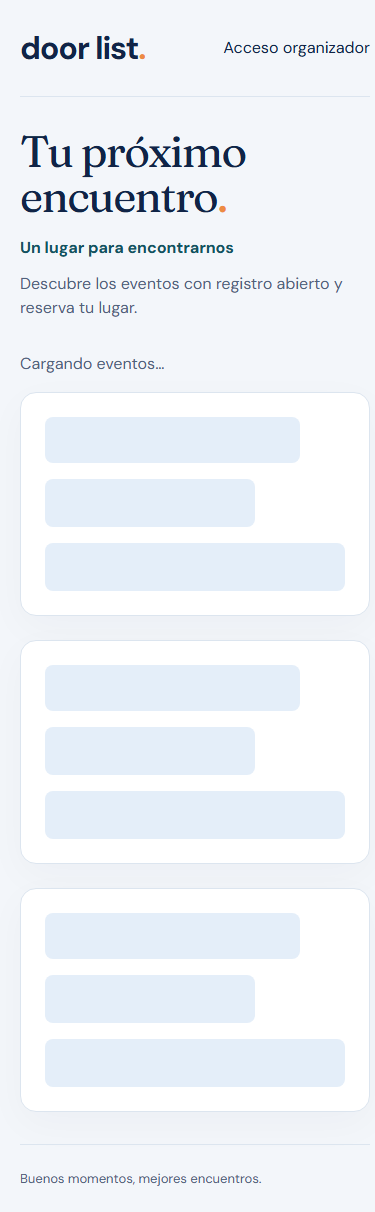 door list.
Acceso organizador
Tu próximo
encuentro.
Un lugar para encontrarnos
Descubre los eventos con registro abierto y
reserva tu lugar.
Cargando eventos...
Buenos momentos, mejores encuentros.